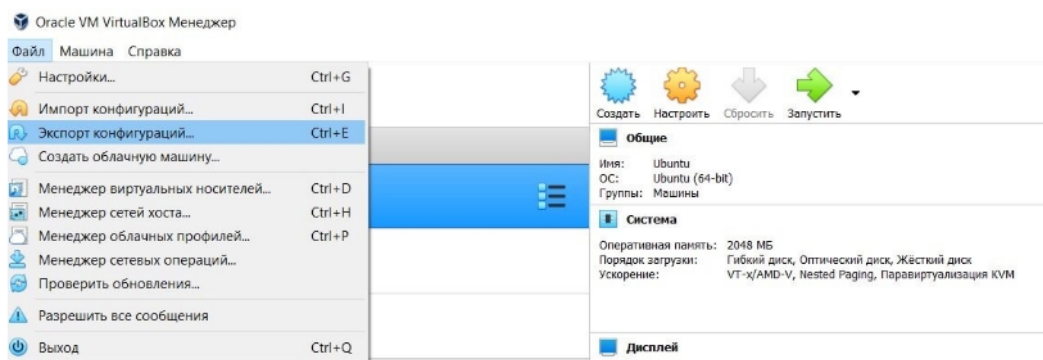 Oracle VM VirtualBox Менеджер
Файл Машина Справка
Настройки... Ctrl+G
Импорт конфигураций... Ctrl+I
Экспорт конфигураций... Ctrl+E
Создать облачную машину...
Менеджер виртуальных носителей... Ctrl+D
Менеджер сетей хоста... Ctrl+H
Менеджер облачных профилей... Ctrl+P
Менеджер сетевых операций...
Проверить обновления...
Разрешить все сообщения
Выход Ctrl+Q
Создать Настроить Сбросить Запустить
Общие
Имя: Ubuntu
ОС: Ubuntu (64-bit)
Группы: Машины
Система
Оперативная память: 2048 МБ
Порядок загрузки: Гибкий диск, Оптический диск, Жёсткий диск
Ускорение: VT-x/AMD-V, Nested Paging, Паравиртуализация KVM
Дисплей